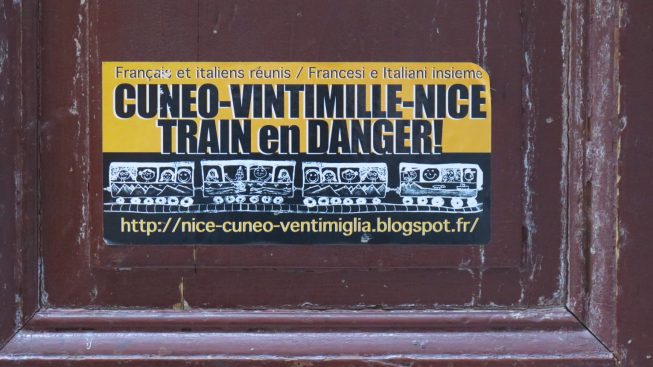 Français et italiens réunis / Francesi e Italiani insieme
CUNEO-VINTIMILLE-NICE
TRAIN en DANGER!
http://nice-cuneo-ventimiglia.blogspot.fr/